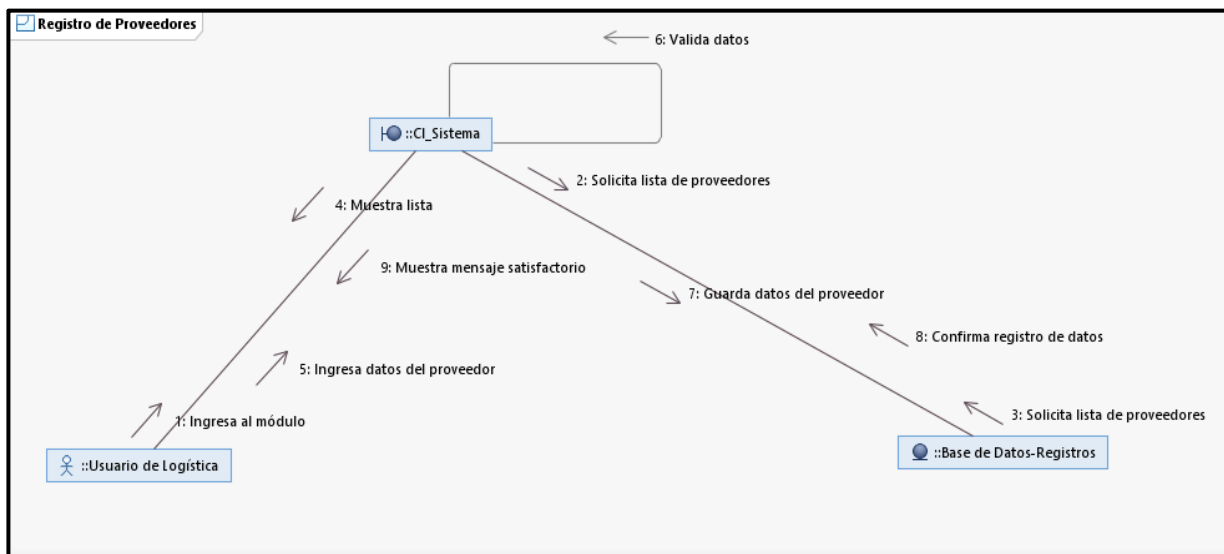 Registro de Proveedores
6: Valida datos
::CI_Sistema
2: Solicita lista de proveedores
4: Muestra lista
9: Muestra mensaje satisfactorio
7: Guarda datos del proveedor
8: Confirma registro de datos
5: Ingresa datos del proveedor
1: Ingresa al módulo
3: Solicita lista de proveedores
::Usuario de Logística
::Base de Datos-Registros